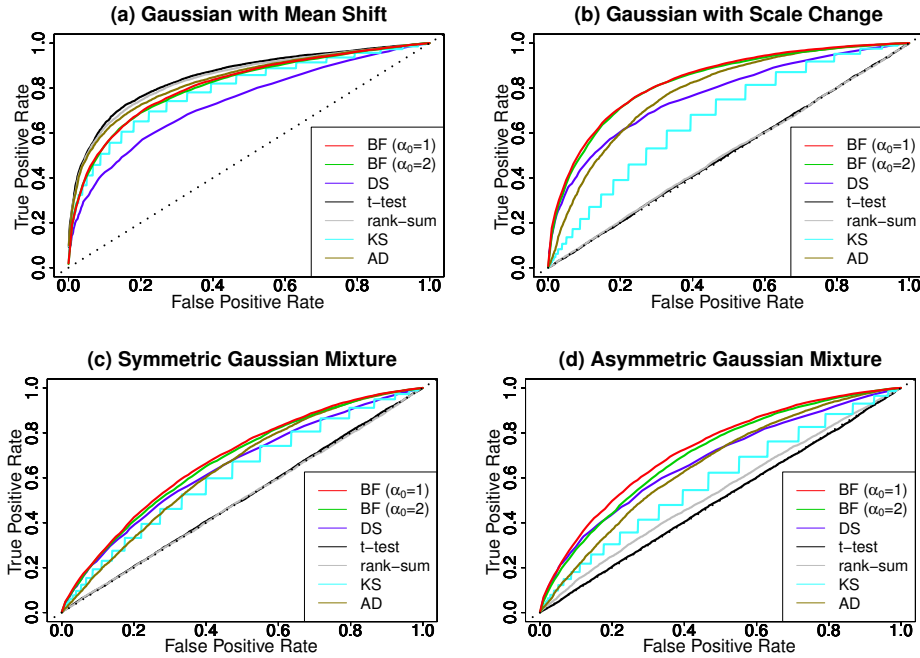 (a) Gaussian with Mean Shift
True Positive Rate
0.0 0.2 0.4 0.6 0.8 1.0
BF (α₀=1)
BF (α₀=2)
DS
t−test
rank−sum
KS
AD
0.0 0.2 0.4 0.6 0.8 1.0
False Positive Rate
(b) Gaussian with Scale Change
True Positive Rate
0.0 0.2 0.4 0.6 0.8 1.0
BF (α₀=1)
BF (α₀=2)
DS
t−test
rank−sum
KS
AD
0.0 0.2 0.4 0.6 0.8 1.0
False Positive Rate
(c) Symmetric Gaussian Mixture
True Positive Rate
0.0 0.2 0.4 0.6 0.8 1.0
BF (α₀=1)
BF (α₀=2)
DS
t−test
rank−sum
KS
AD
0.0 0.2 0.4 0.6 0.8 1.0
False Positive Rate
(d) Asymmetric Gaussian Mixture
True Positive Rate
0.0 0.2 0.4 0.6 0.8 1.0
BF (α₀=1)
BF (α₀=2)
DS
t−test
rank−sum
KS
AD
0.0 0.2 0.4 0.6 0.8 1.0
False Positive Rate